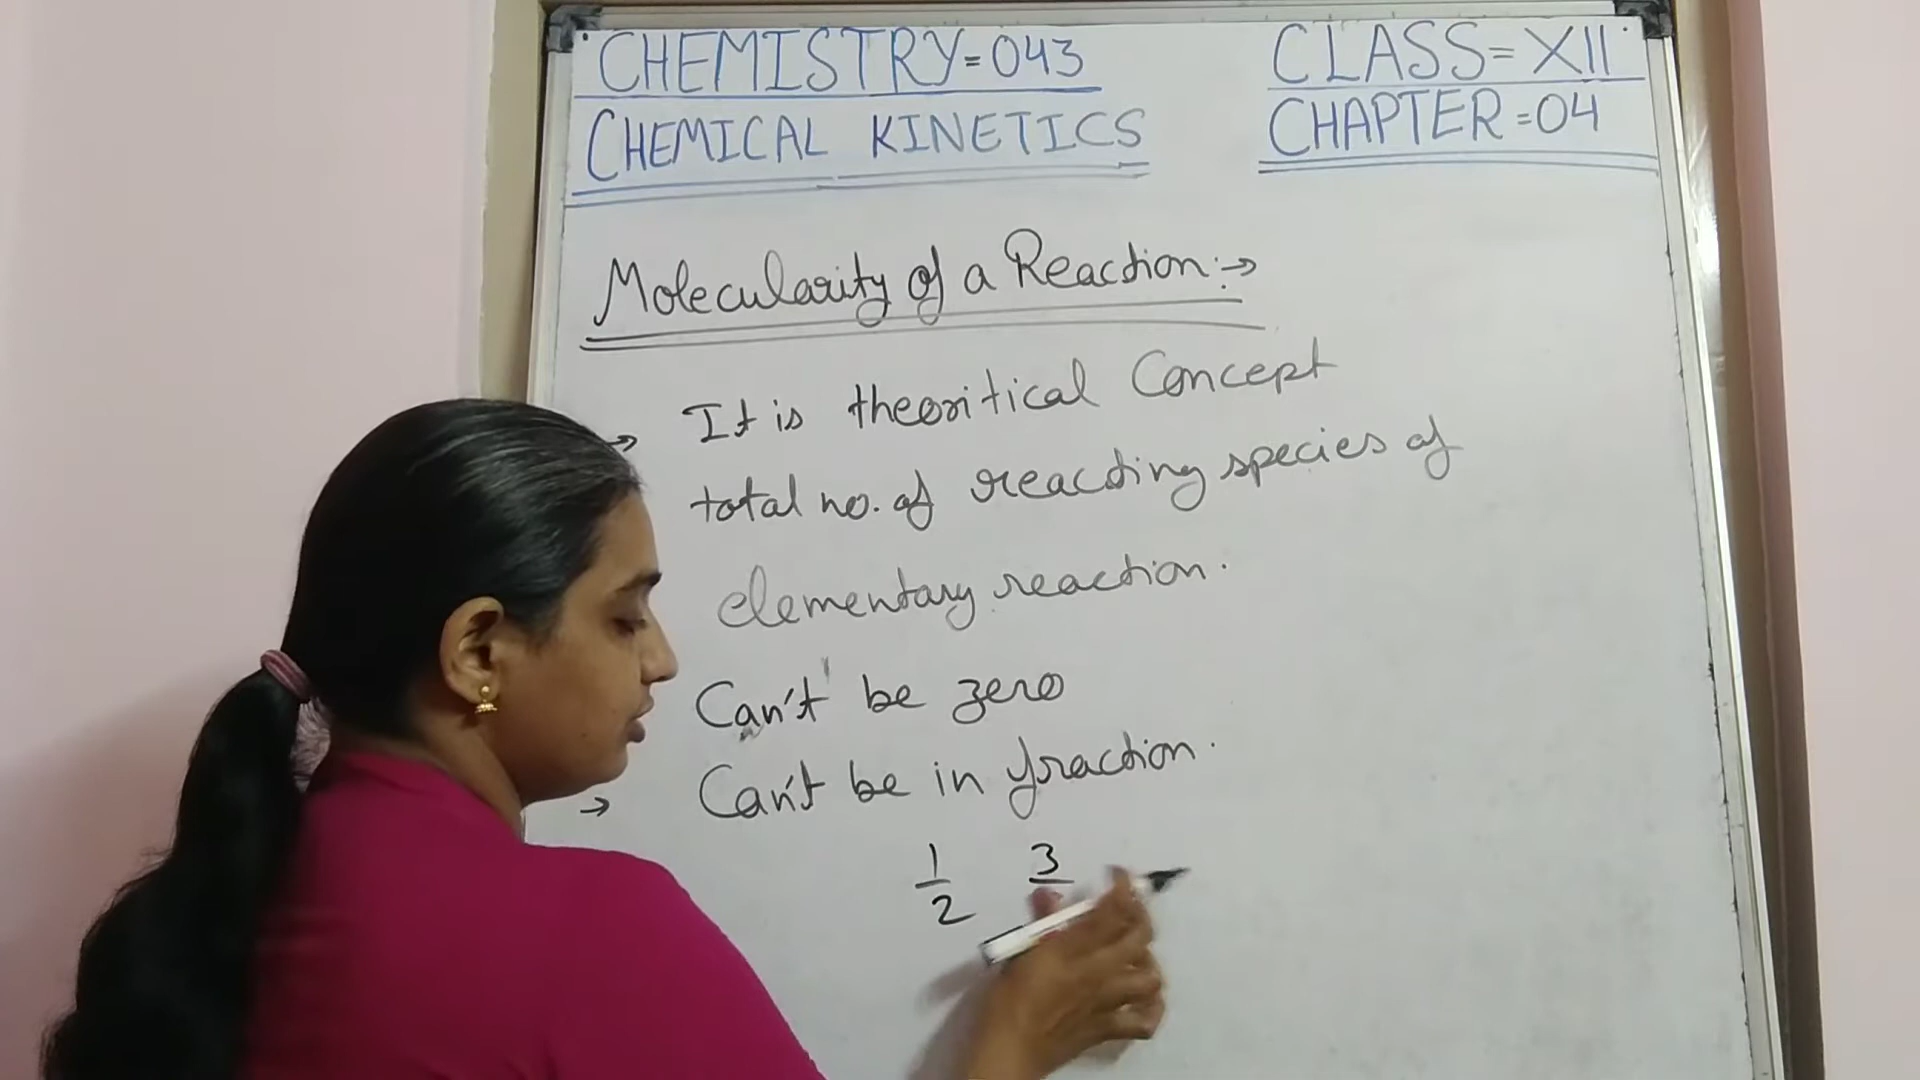 CHEMISTRY=043
CLASS=XII
CHEMICAL KINETICS
CHAPTER=04
Molecularity of a Reaction:→
→ It is theoritical Concept
total no. of reacting species of
elementary reaction.
Can't be zero
→ Can't be in fraction.
1/2 3